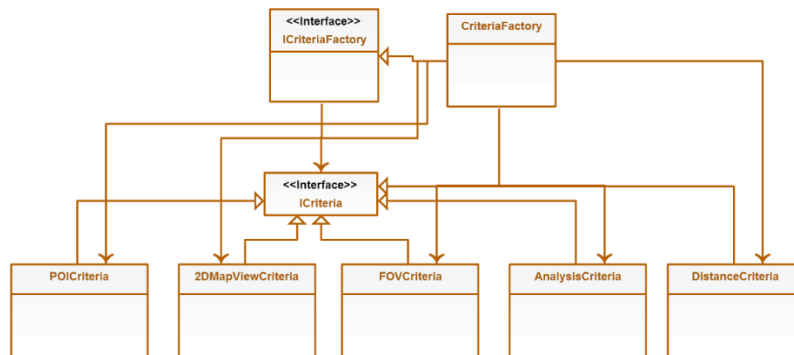 <<Interface>>
ICriteriaFactory
CriteriaFactory
<<Interface>>
ICriteria
POICriteria
2DMapViewCriteria
FOVCriteria
AnalysisCriteria
DistanceCriteria